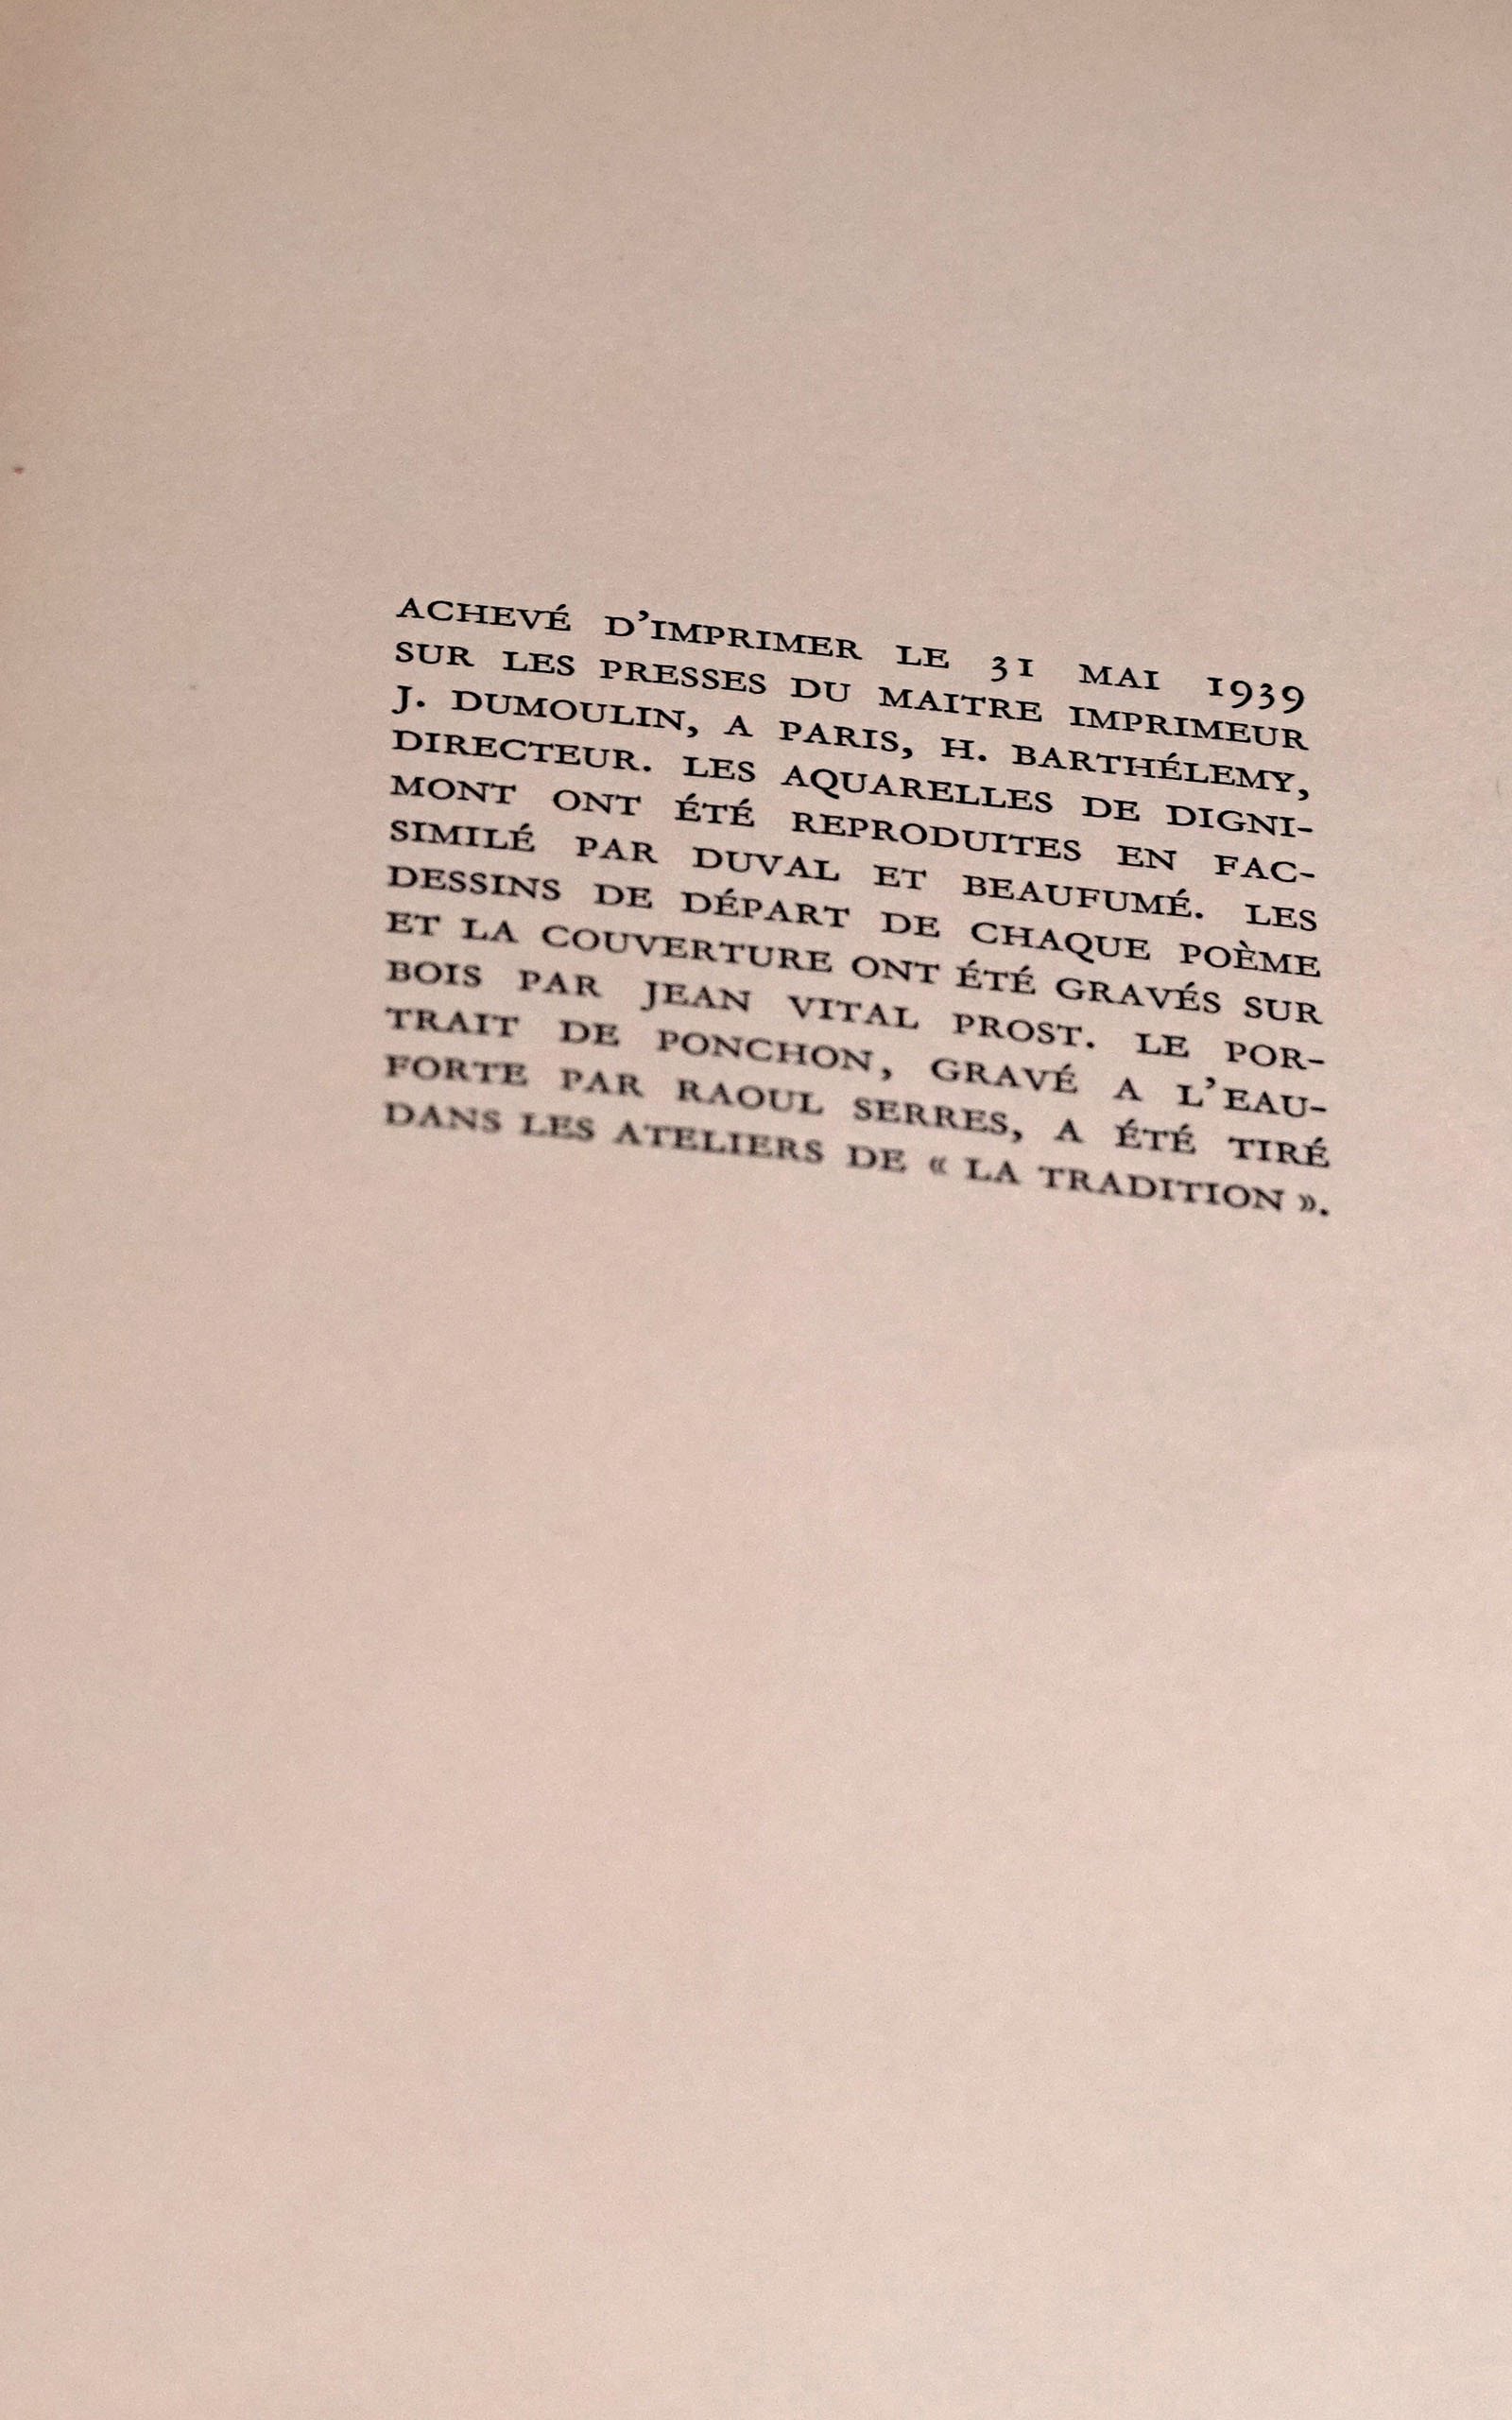 ACHEVÉ D'IMPRIMER LE 31 MAI 1939
SUR LES PRESSES DU MAITRE IMPRIMEUR
J. DUMOULIN, A PARIS, H. BARTHÉLEMY,
DIRECTEUR. LES AQUARELLES DE DIGNI-
MONT ONT ÉTÉ REPRODUITES EN FAC-
SIMILÉ PAR DUVAL ET BEAUFUMÉ. LES
DESSINS DE DÉPART DE CHAQUE POÈME
ET LA COUVERTURE ONT ÉTÉ GRAVÉS SUR
BOIS PAR JEAN VITAL PROST. LE POR-
TRAIT DE PONCHON, GRAVÉ A L'EAU-
FORTE PAR RAOUL SERRES, A ÉTÉ TIRÉ
DANS LES ATELIERS DE « LA TRADITION ».